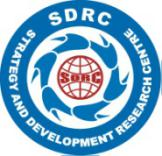 SDRC
STRATEGY AND DEVELOPMENT RESEARCH CENTRE
SDRC